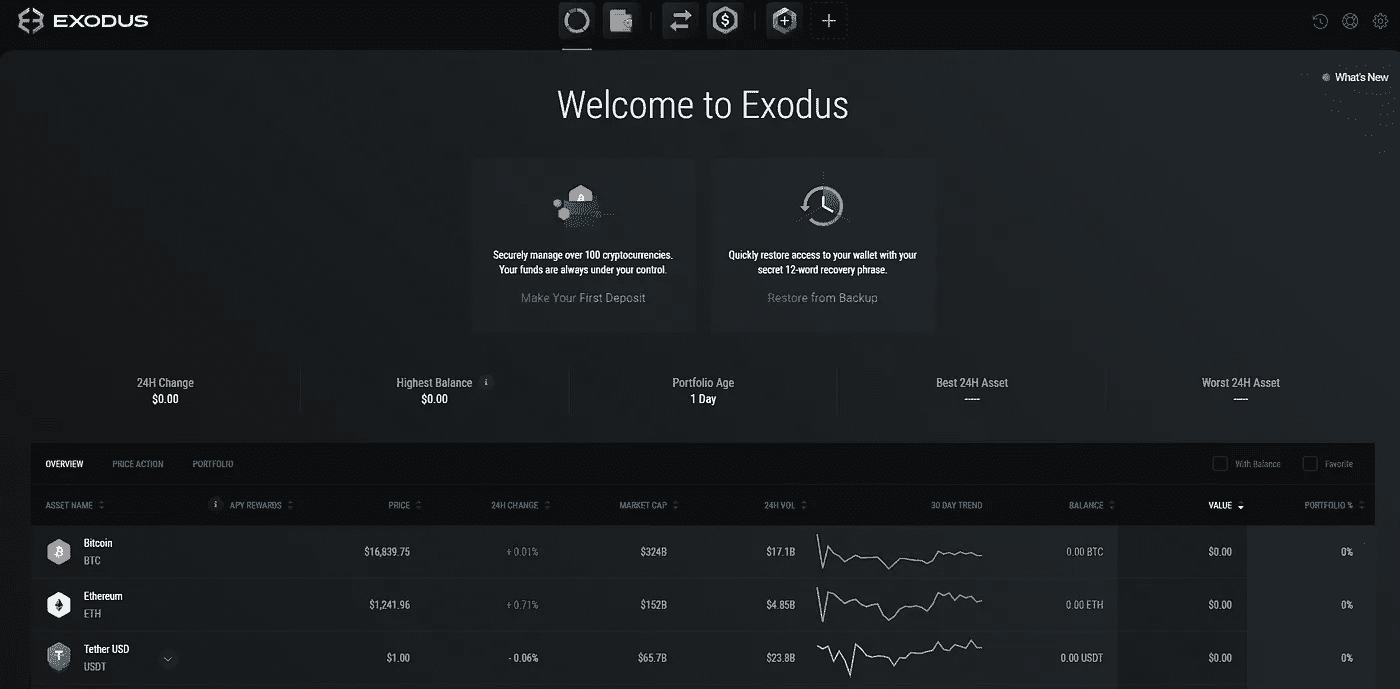 EXODUS
What's New
Welcome to Exodus
Securely manage over 100 cryptocurrencies.
Your funds are always under your control.
Make Your First Deposit
Quickly restore access to your wallet with your
secret 12-word recovery phrase.
Restore from Backup
24H Change
$0.00
Highest Balance i
$0.00
Portfolio Age
1 Day
Best 24H Asset
-----
Worst 24H Asset
-----
OVERVIEW PRICE ACTION PORTFOLIO With Balance Favorite
ASSET NAME i APY REWARDS PRICE 24H CHANGE MARKET CAP 24H VOL 30 DAY TREND BALANCE VALUE PORTFOLIO %
Bitcoin
BTC
$16,839.75 + 0.01% $324B $17.1B 0.00 BTC $0.00 0%
Ethereum
ETH
$1,241.96 + 0.71% $152B $4.85B 0.00 ETH $0.00 0%
Tether USD
USDT
$1.00 - 0.06% $65.7B $23.8B 0.00 USDT $0.00 0%